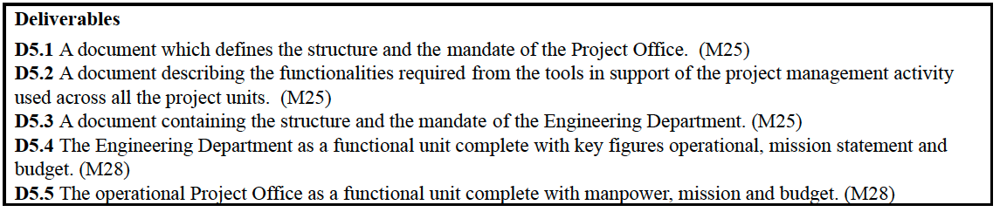 Deliverables
D5.1 A document which defines the structure and the mandate of the Project Office. (M25)
D5.2 A document describing the functionalities required from the tools in support of the project management activity
used across all the project units. (M25)
D5.3 A document containing the structure and the mandate of the Engineering Department. (M25)
D5.4 The Engineering Department as a functional unit complete with key figures operational, mission statement and
budget. (M28)
D5.5 The operational Project Office as a functional unit complete with manpower, mission and budget. (M28)